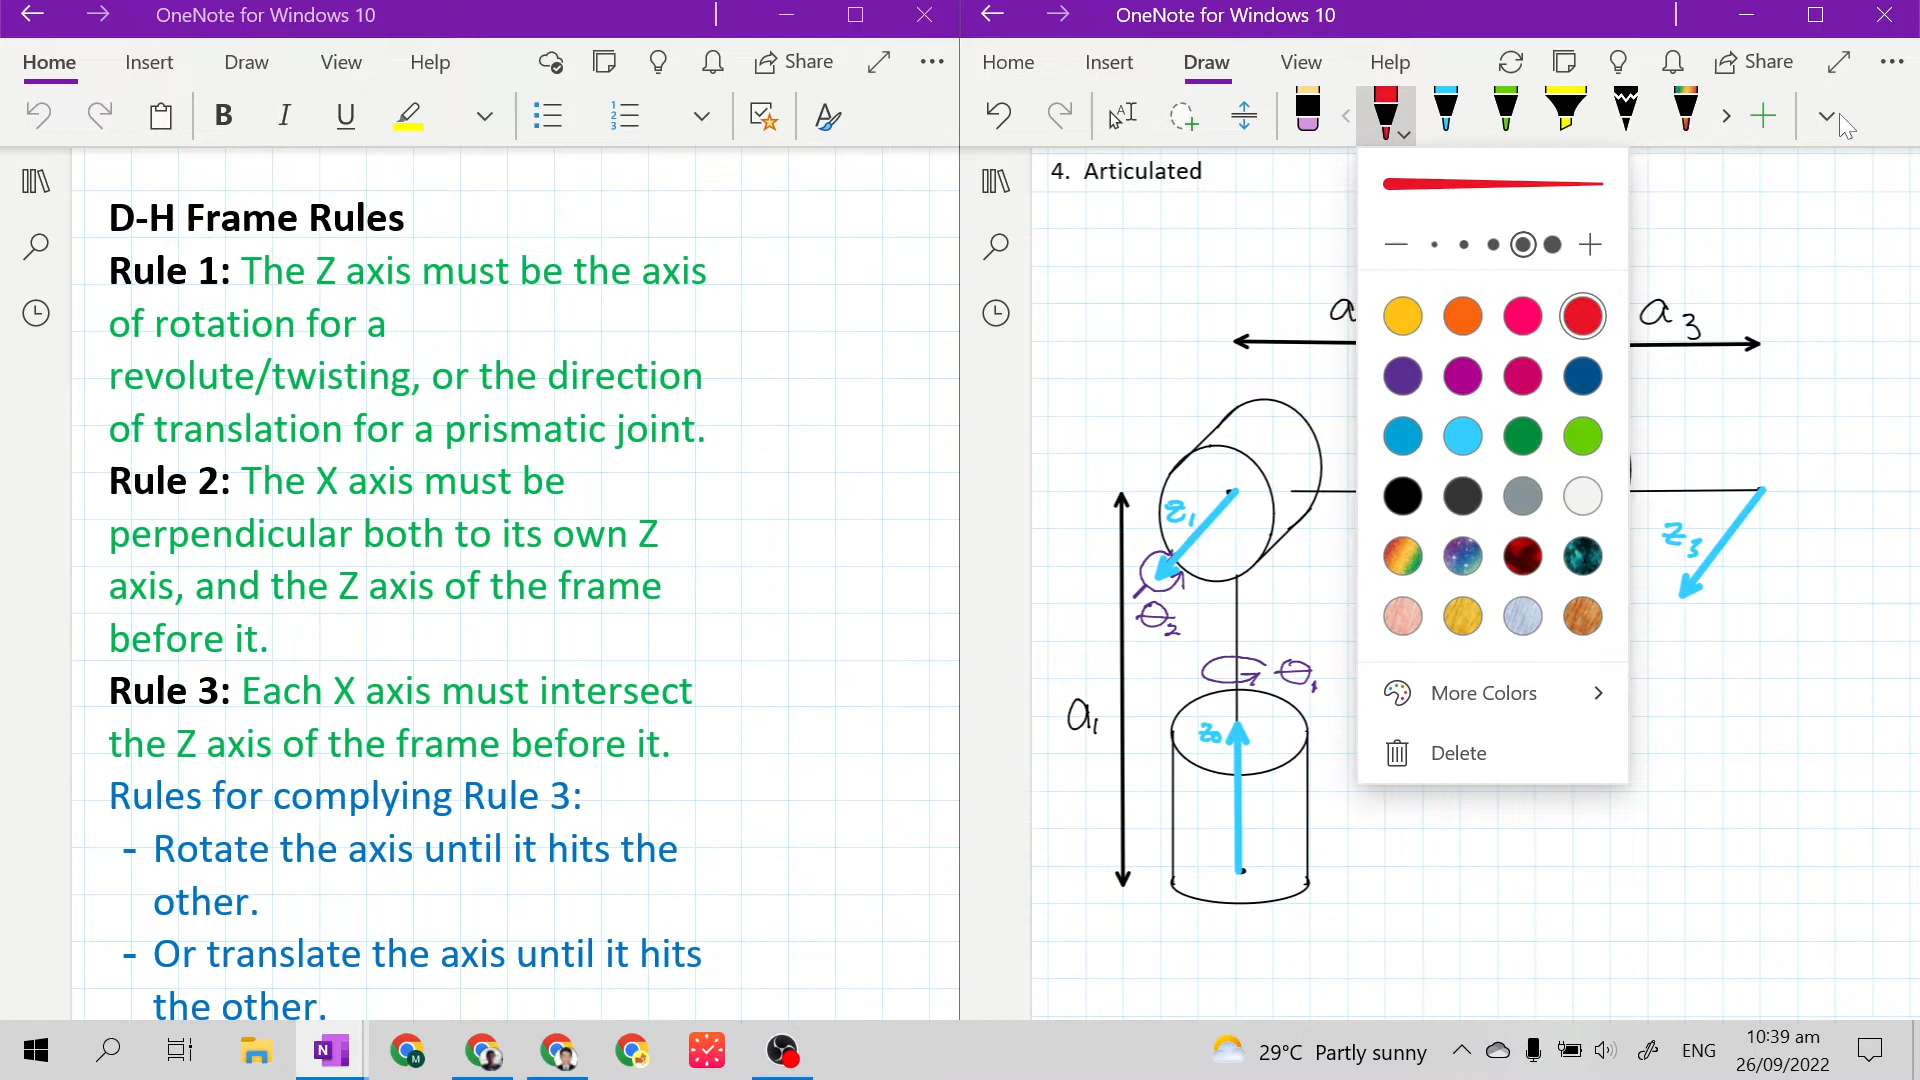 OneNote for Windows 10
Home Insert Draw View Help Share
B I U
D-H Frame Rules
Rule 1: The Z axis must be the axis
of rotation for a
revolute/twisting, or the direction
of translation for a prismatic joint.
Rule 2: The X axis must be
perpendicular both to its own Z
axis, and the Z axis of the frame
before it.
Rule 3: Each X axis must intersect
the Z axis of the frame before it.
Rules for complying Rule 3:
- Rotate the axis until it hits the
other.
- Or translate the axis until it hits
the other.
OneNote for Windows 10
Home Insert Draw View Help Share
4. Articulated
a
a3
z1
z3
θ2
θ1
a1
z0
More Colors
Delete
29°C Partly sunny
ENG
10:39 am
26/09/2022